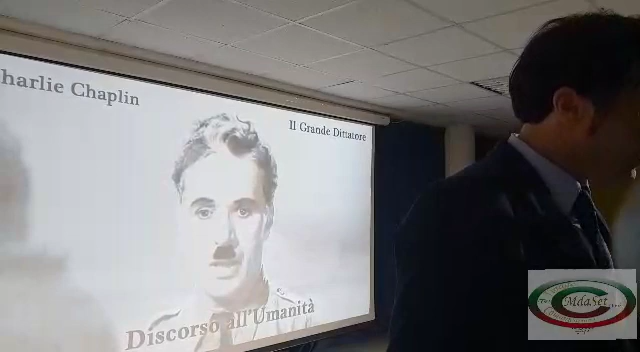 harlie Chaplin
Il Grande Dittatore
Discorso all'Umanità
MdaSet